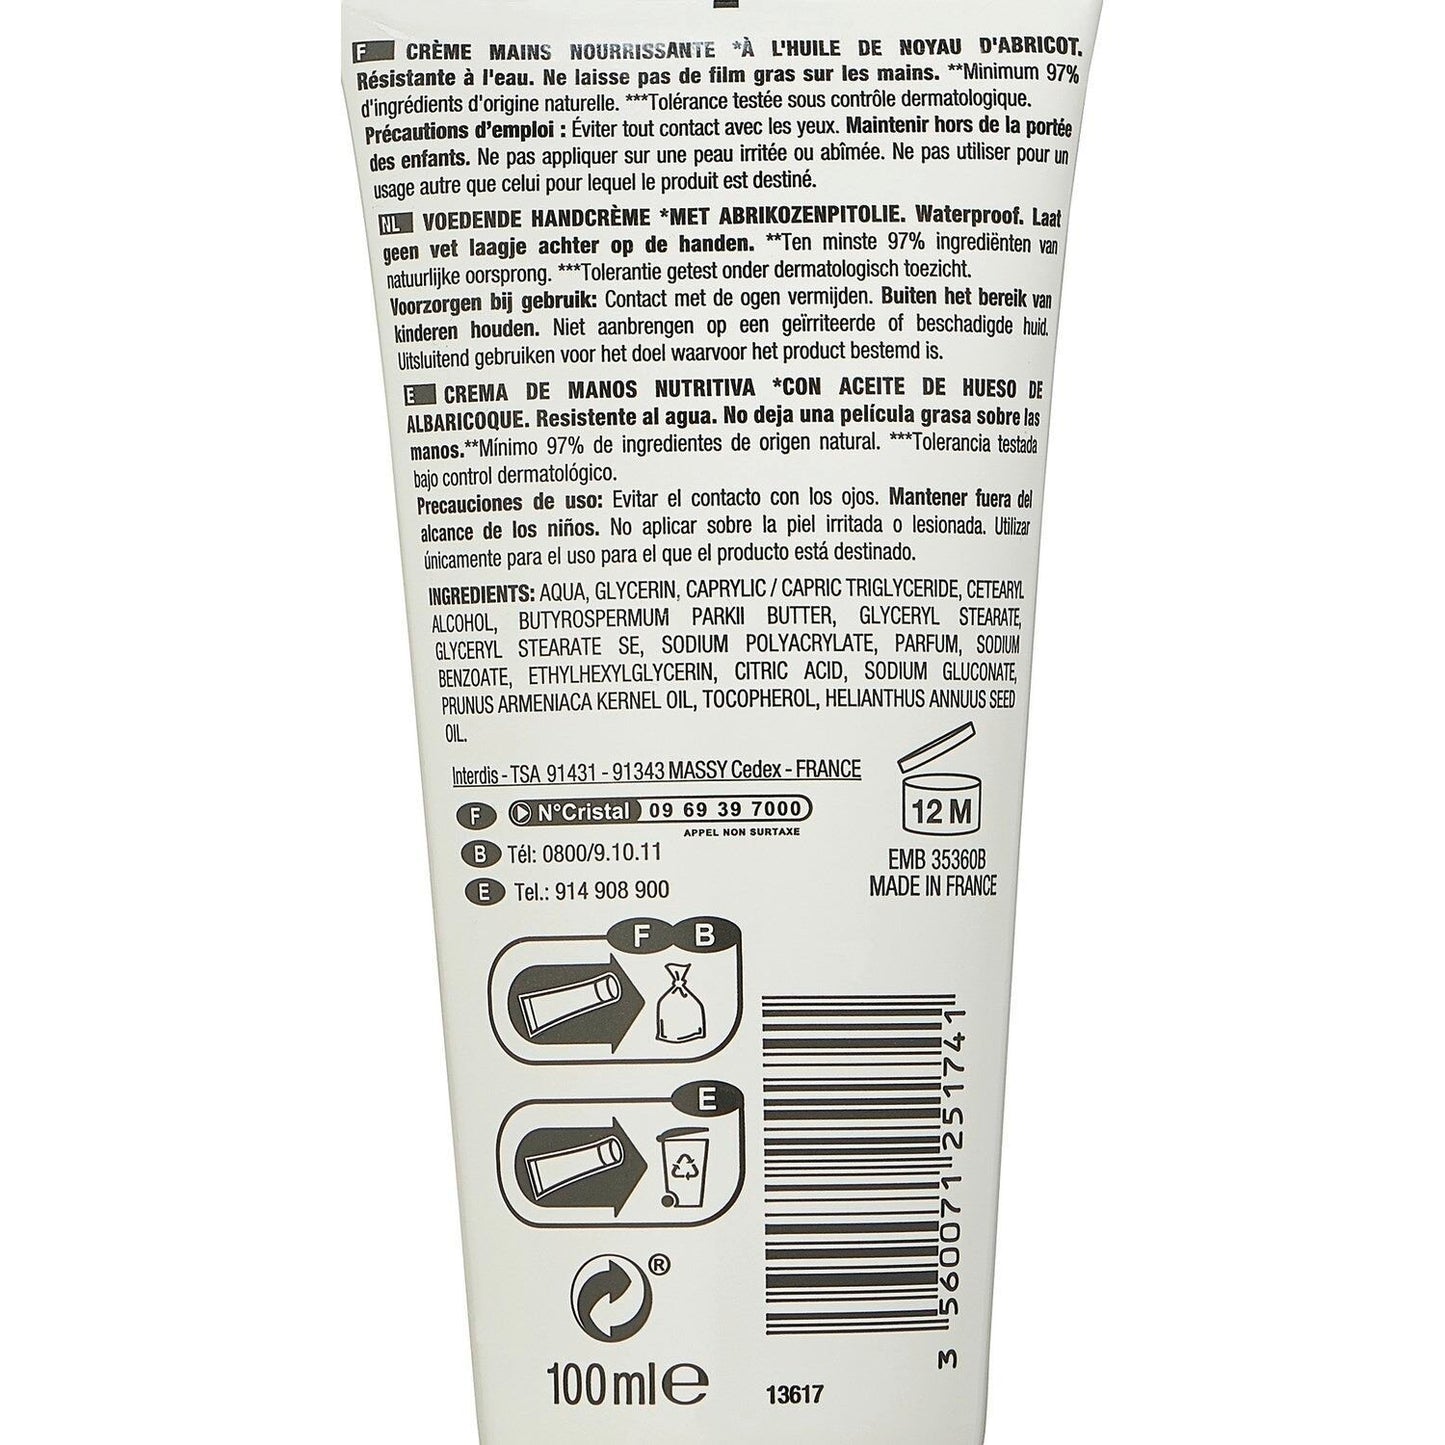 F CRÈME MAINS NOURRISSANTE *À L'HUILE DE NOYAU D'ABRICOT.
Résistante à l'eau. Ne laisse pas de film gras sur les mains. **Minimum 97%
d'ingrédients d'origine naturelle. ***Tolérance testée sous contrôle dermatologique.
Précautions d'emploi : Éviter tout contact avec les yeux. Maintenir hors de la portée
des enfants. Ne pas appliquer sur une peau irritée ou abîmée. Ne pas utiliser pour un
usage autre que celui pour lequel le produit est destiné.
NL VOEDENDE HANDCRÈME *MET ABRIKOZENPITOLIE. Waterproof. Laat
geen vet laagje achter op de handen. **Ten minste 97% ingrediënten van
natuurlijke oorsprong. ***Tolerantie getest onder dermatologisch toezicht.
Voorzorgen bij gebruik: Contact met de ogen vermijden. Buiten het bereik van
kinderen houden. Niet aanbrengen op een geïrriteerde of beschadigde huid.
Uitsluitend gebruiken voor het doel waarvoor het product bestemd is.
E CREMA DE MANOS NUTRITIVA *CON ACEITE DE HUESO DE
ALBARICOQUE. Resistente al agua. No deja una película grasa sobre las
manos.**Mínimo 97% de ingredientes de origen natural. ***Tolerancia testada
bajo control dermatológico.
Precauciones de uso: Evitar el contacto con los ojos. Mantener fuera del
alcance de los niños. No aplicar sobre la piel irritada o lesionada. Utilizar
únicamente para el uso para el que el producto está destinado.
INGREDIENTS: AQUA, GLYCERIN, CAPRYLIC / CAPRIC TRIGLYCERIDE, CETEARYL
ALCOHOL, BUTYROSPERMUM PARKII BUTTER, GLYCERYL STEARATE,
GLYCERYL STEARATE SE, SODIUM POLYACRYLATE, PARFUM, SODIUM
BENZOATE, ETHYLHEXYLGLYCERIN, CITRIC ACID, SODIUM GLUCONATE,
PRUNUS ARMENIACA KERNEL OIL, TOCOPHEROL, HELIANTHUS ANNUUS SEED
OIL.
Interdis - TSA 91431 - 91343 MASSY Cedex - FRANCE
F N°Cristal 09 69 39 7000
APPEL NON SURTAXE
B Tél: 0800/9.10.11
E Tel.: 914 908 900
12 M
EMB 35360B
MADE IN FRANCE
F B
E
®
100 ml e
3 560071 251741
13617